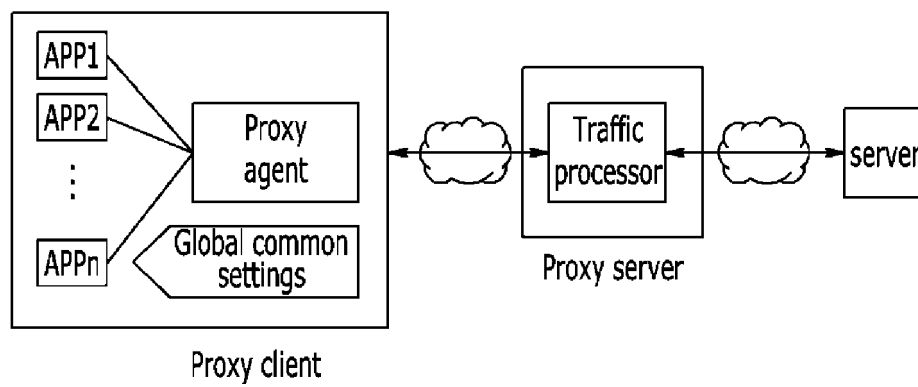 APP1
APP2
⋮
APPn
Proxy
agent
Global common
settings
Proxy client
Traffic
processor
Proxy server
server